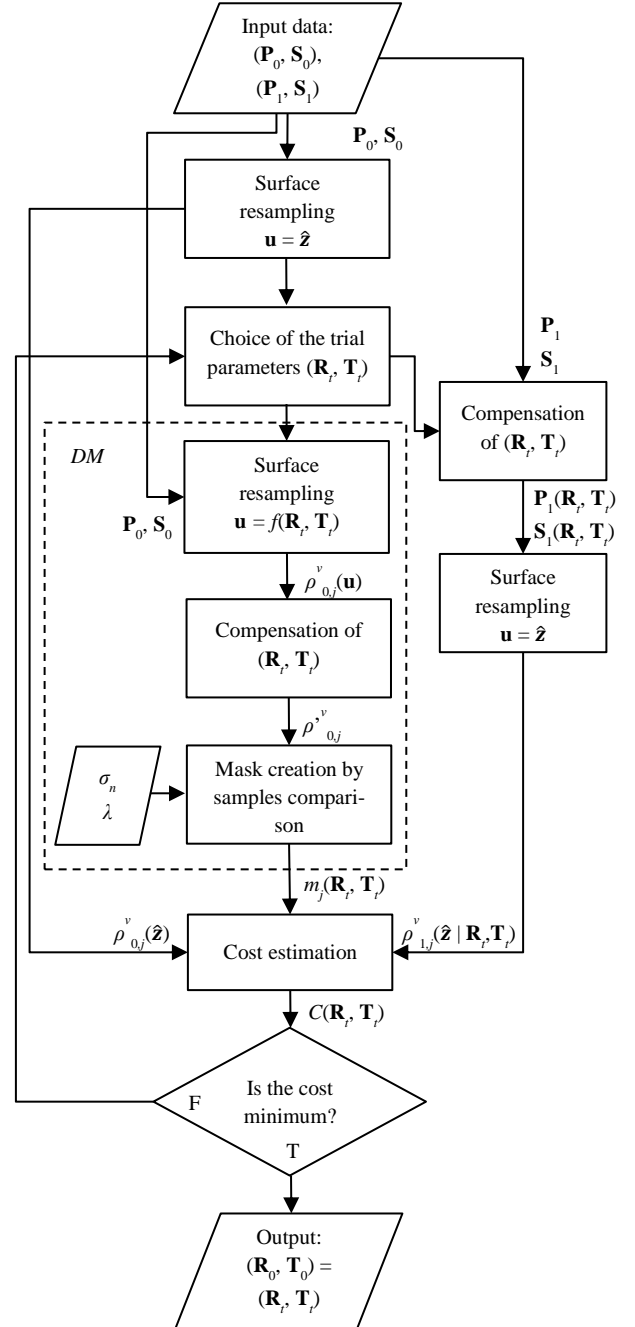 Input data:
(P₀, S₀),
(P₁, S₁)
P₀, S₀
Surface
resampling
u = ẑ
Choice of the trial
parameters (Rₜ, Tₜ)
P₁
S₁
Compensation
of (Rₜ, Tₜ)
DM
Surface
resampling
u = f(Rₜ, Tₜ)
P₀, S₀
P₁(Rₜ, Tₜ)
S₁(Rₜ, Tₜ)
ρᵛ₀,ⱼ(u)
Surface
resampling
u = ẑ
Compensation of
(Rₜ, Tₜ)
ρ’ᵛ₀,ⱼ
σₙ
λ
Mask creation by
samples compari-
son
mⱼ(Rₜ, Tₜ)
ρᵛ₀,ⱼ(ẑ)
Cost estimation
ρᵛ₁,ⱼ(ẑ | Rₜ,Tₜ)
C(Rₜ, Tₜ)
Is the cost
minimum?
F
T
Output:
(R₀, T₀) =
(Rₜ, Tₜ)